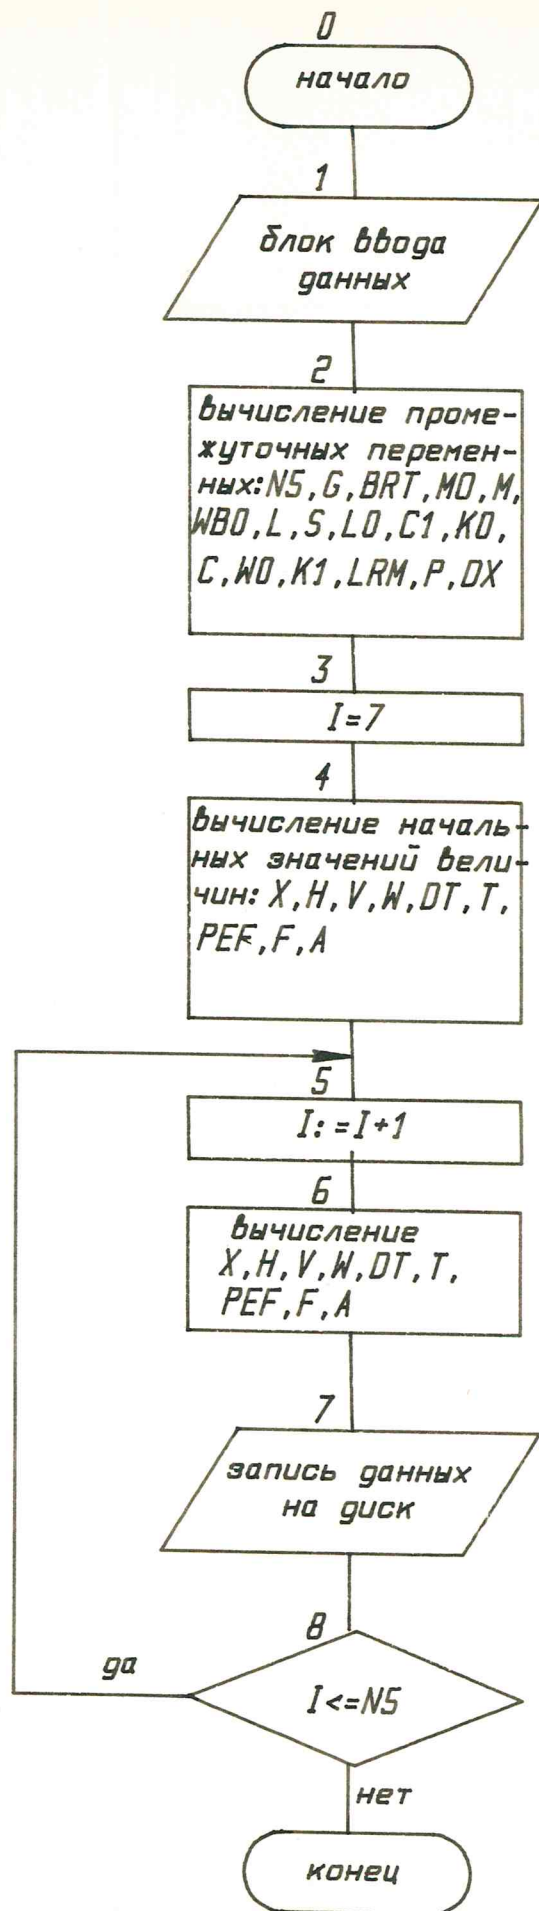 0
начало
1
блок ввода
данных
2
вычисление проме-
жуточных перемен-
ных: N5, G, BRT, M0, M,
WB0, L, S, L0, C1, K0,
C, W0, K1, LRM, P, DX
3
I=7
4
вычисление началь-
ных значений вели-
чин: X, H, V, W, DT, T,
PEF, F, A
5
I:=I+1
6
вычисление
X, H, V, W, DT, T,
PEF, F, A
7
запись данных
на диск
8
да
I<=N5
нет
конец